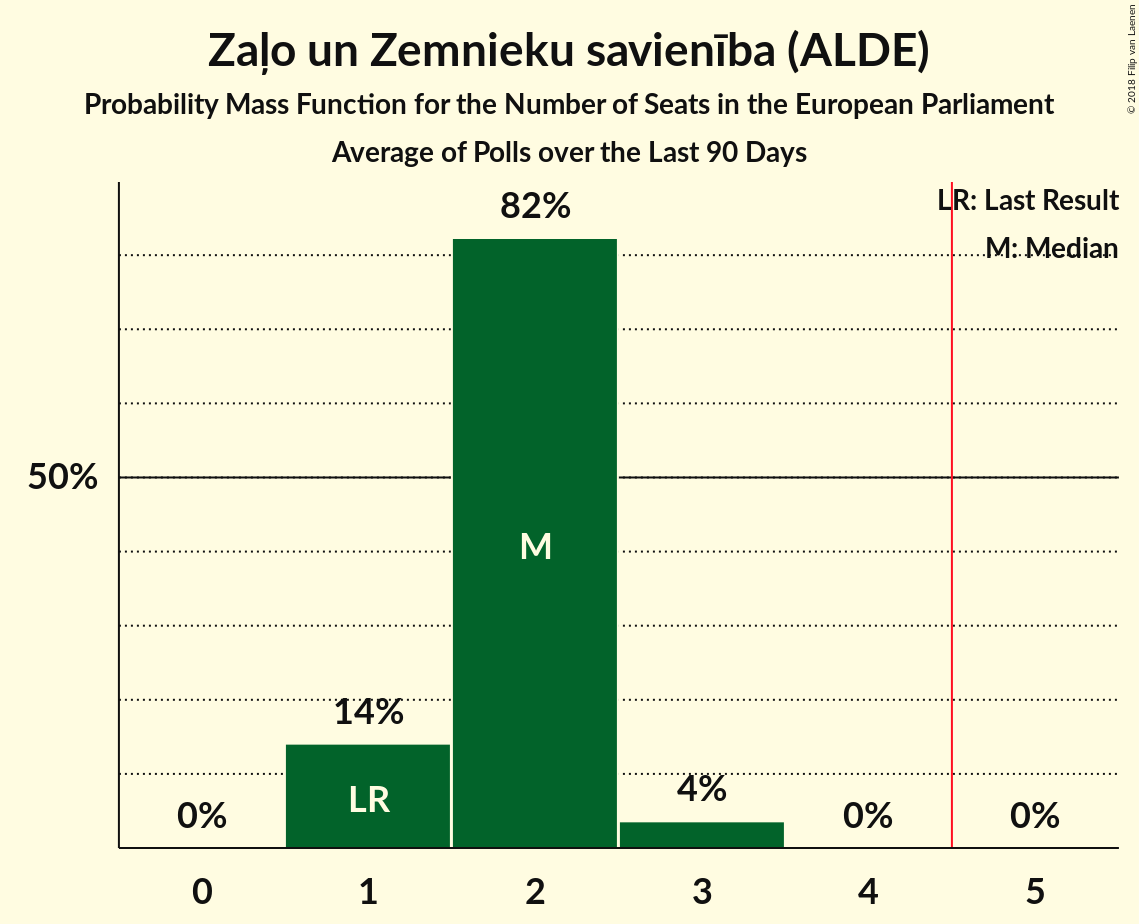 Zaļo un Zemnieku savienība (ALDE)
Probability Mass Function for the Number of Seats in the European Parliament
Average of Polls over the Last 90 Days
© 2018 Filip van Laenen
LR: Last Result
M: Median
82%
50%
M
14%
LR
4%
0%
0%
0%
0 1 2 3 4 5